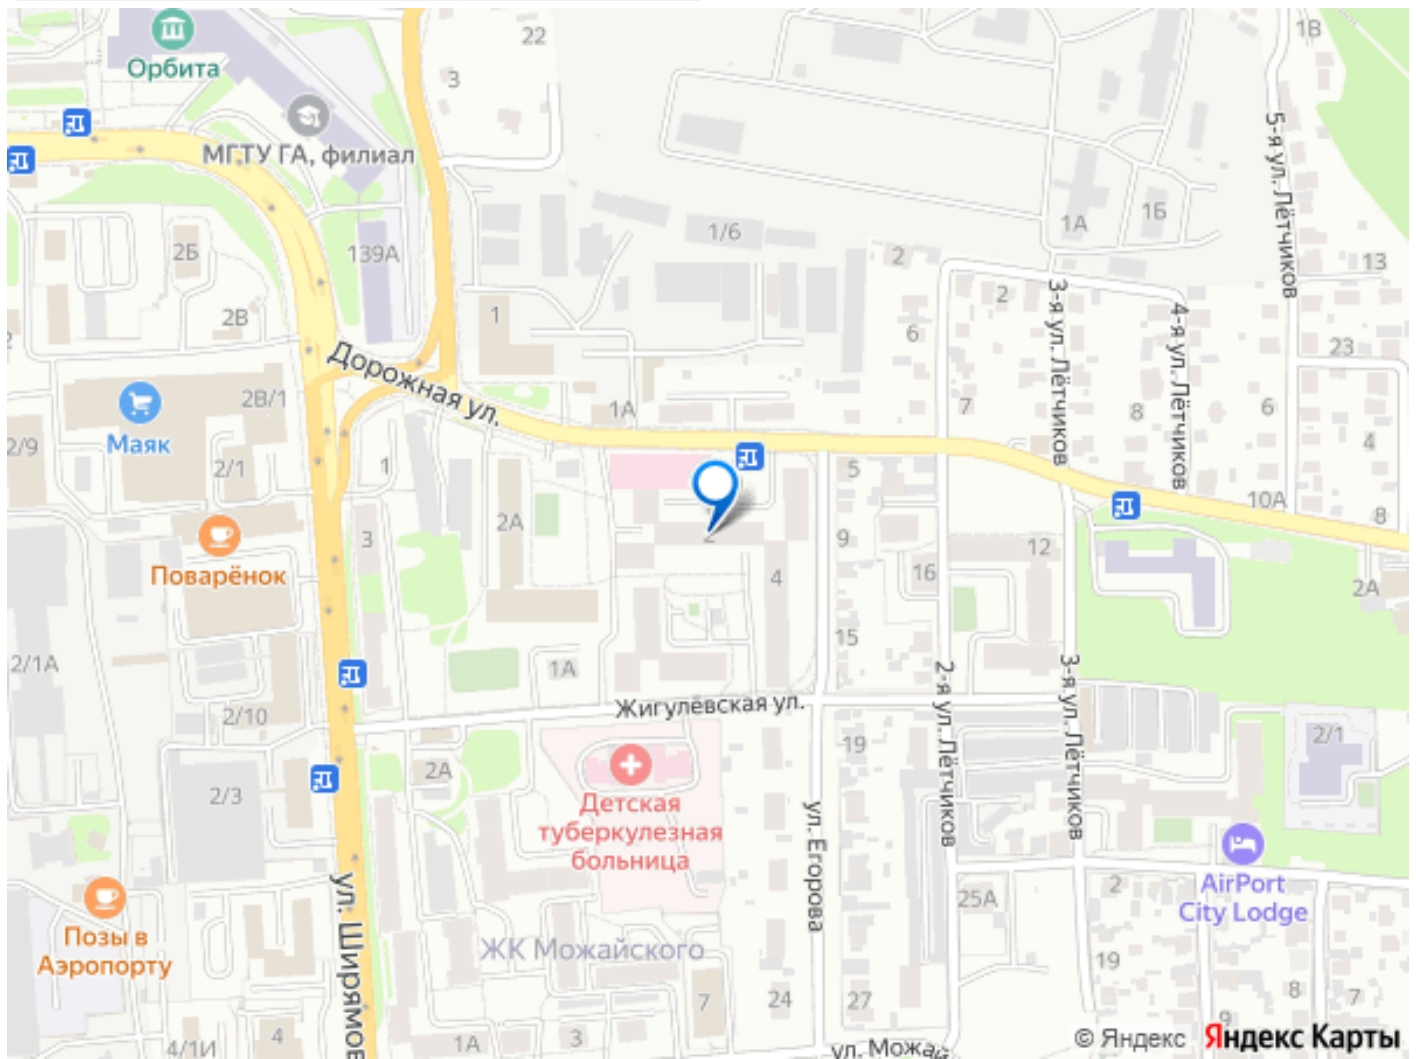 22
1В
Орбита
3
МГТУ ГА, филиал
5-я ул. Лётчиков
1/6
1А
1Б
2Б
139А
2
13
2В
1
2
3-я ул. Лётчиков
4-я ул. Лётчиков
6
23
Дорожная ул.
2В/1
1А
7
8
6
Маяк
2/9
2/1
1
5
4
10А
8
2А
3
2
9
12
Поварёнок
4
16
2А
2/1А
15
1А
2-я ул. Лётчиков
3-я ул. Лётчиков
Жигулёвская ул.
2/10
19
2/1
2А
2/3
Детская
туберкулезная
больница
ул. Егорова
AirPort
City Lodge
2
25А
ул. Ширямов
Позы в
Аэропорту
ЖК Можайского
19
7
24
27
8
7
4/1И
4
1А
3
ул. Можай
© Яндекс Яндекс Карты